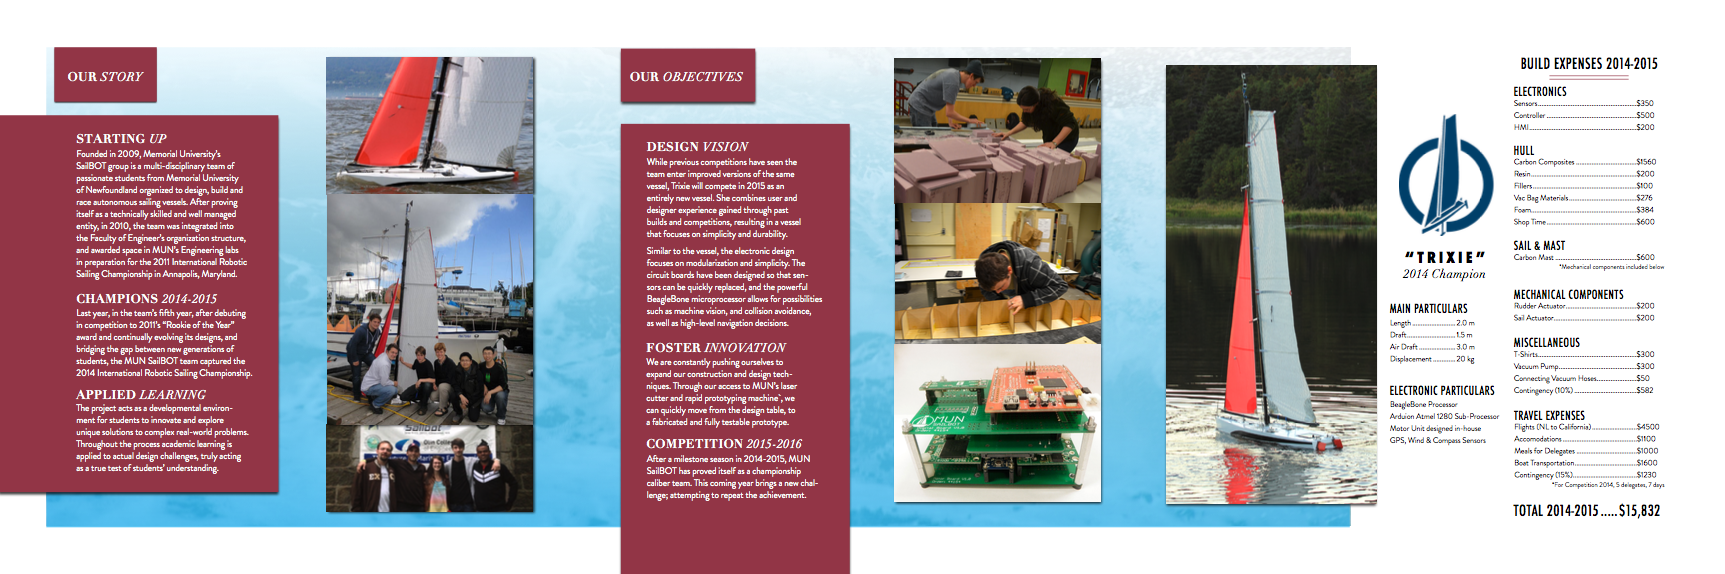 OUR STORY
STARTING UP
Founded in 2009, Memorial University's
SailBOT group is a multi-disciplinary team of
passionate students from Memorial University
of Newfoundland organized to design, build and
race autonomous sailing vessels. After proving
itself as a technically skilled and well managed
entity, in 2010, the team was integrated into
the Faculty of Engineer's organization structure,
and awarded space in MUN's Engineering labs
in preparation for the 2011 International Robotic
Sailing Championship in Annapolis, Maryland.
CHAMPIONS 2014-2015
Last year, in the team's fifth year, after debuting
in competition to 2011's "Rookie of the Year"
award and continually evolving its designs, and
bridging the gap between new generations of
students, the MUN SailBOT team captured the
2014 International Robotic Sailing Championship.
APPLIED LEARNING
The project acts as a developmental environ-
ment for students to innovate and explore
unique solutions to complex real-world problems.
Throughout the process academic learning is
applied to actual design challenges, truly acting
as a true test of students' understanding.
SailBot
OUR OBJECTIVES
DESIGN VISION
While previous competitions have seen the
team enter improved versions of the same
vessel, Trixie will compete in 2015 as an
entirely new vessel. She combines user and
designer experience gained through past
builds and competitions, resulting in a vessel
that focuses on simplicity and durability.
Similar to the vessel, the electronic design
focuses on modularization and simplicity. The
circuit boards have been designed so that sen-
sors can be quickly replaced, and the powerful
BeagleBone microprocessor allows for possibilities
such as machine vision, and collision avoidance,
as well as high-level navigation decisions.
FOSTER INNOVATION
We are constantly pushing ourselves to
expand our construction and design tech-
niques. Through our access to MUN's laser
cutter and rapid prototyping machine`, we
can quickly move from the design table, to
a fabricated and fully testable prototype.
COMPETITION 2015-2016
After a milestone season in 2014-2015, MUN
SailBOT has proved itself as a championship
caliber team. This coming year brings a new chal-
lenge; attempting to repeat the achievement.
MUN
"TRIXIE"
2014 Champion
MAIN PARTICULARS
Length.....................2.0 m
Draft.....................1.5 m
Air Draft.....................3.0 m
Displacement...........20 kg
ELECTRONIC PARTICULARS
BeagleBone Processor
Arduion Atmel 1280 Sub-Processor
Motor Unit designed in-house
GPS, Wind & Compass Sensors
BUILD EXPENSES 2014-2015
ELECTRONICS
Sensors.....................$350
Controller.....................$500
HMI.....................$200
HULL
Carbon Composites.....................$1560
Resin.....................$200
Fillers.....................$100
Vac Bag Materials.....................$276
Foam.....................$384
Shop Time.....................$600
SAIL & MAST
Carbon Mast.....................$600
*Mechanical components included below
MECHANICAL COMPONENTS
Rudder Actuator.....................$200
Sail Actuator.....................$200
MISCELLANEOUS
T-Shirts.....................$300
Vacuum Pump.....................$300
Connecting Vacuum Hoses.....................$50
Contingency (10%).....................$582
TRAVEL EXPENSES
Flights (NL to California).....................$4500
Accomodations.....................$1100
Meals for Delegates.....................$1000
Boat Transportation.....................$1600
Contingency (15%).....................$1230
*For Competition 2014, 5 delegates, 7 days
TOTAL 2014-2015.....$15,832